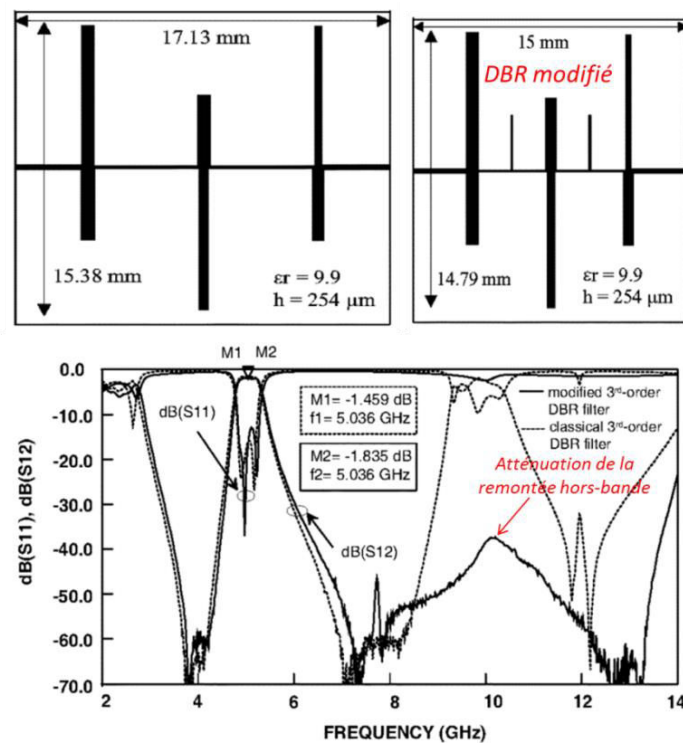 17.13 mm
15.38 mm
εr = 9.9
h = 254 μm
15 mm
DBR modifié
14.79 mm
εr = 9.9
h = 254 μm
M1 M2
0.0
-10.0
-20.0
-30.0
-40.0
-50.0
-60.0
-70.0
dB(S11), dB(S12)
dB(S11)
M1= -1.459 dB
f1= 5.036 GHz
M2= -1.835 dB
f2= 5.036 GHz
dB(S12)
modified 3rd-order
DBR filter
classical 3rd-order
DBR filter
Atténuation de la
remontée hors-bande
2 4 6 8 10 12 14
FREQUENCY (GHz)